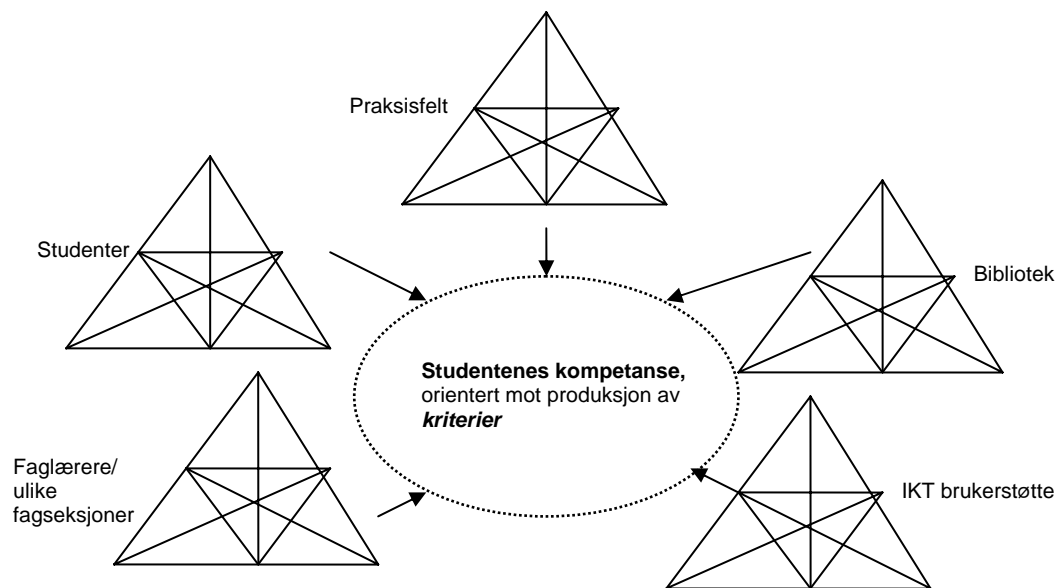 Praksisfelt
Studenter
Bibliotek
Studentenes kompetanse,
orientert mot produksjon av
kriterier
Faglærere/
ulike
fagseksjoner
IKT brukerstøtte